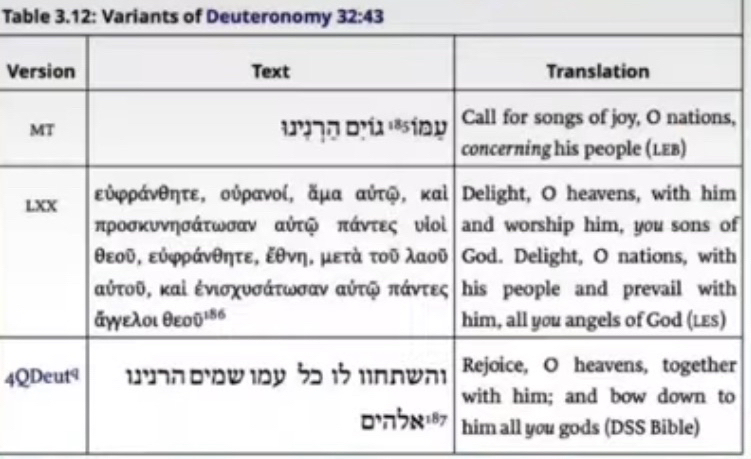 Table 3.12: Variants of Deuteronomy 32:43
Version Text Translation
MT
עַמּוֹ¹⁸⁵ גוֹיִם הַרְנִינוּ
Call for songs of joy, O nations,
concerning his people (LEB)
LXX
εὐφράνθητε, οὐρανοί, ἅμα αὐτῷ, καὶ
προσκυνησάτωσαν αὐτῷ πάντες υἱοὶ
θεοῦ, εὐφράνθητε, ἔθνη, μετὰ τοῦ λαοῦ
αὐτοῦ, καὶ ἐνισχυσάτωσαν αὐτῷ πάντες
ἄγγελοι θεοῦ¹⁸⁶
Delight, O heavens, with him
and worship him, you sons of
God. Delight, O nations, with
his people and prevail with
him, all you angels of God (LES)
4QDeutq
והשתחוו לו כל עמו שמים הרנינו
¹⁸⁷אלהים
Rejoice, O heavens, together
with him; and bow down to
him all you gods (DSS Bible)